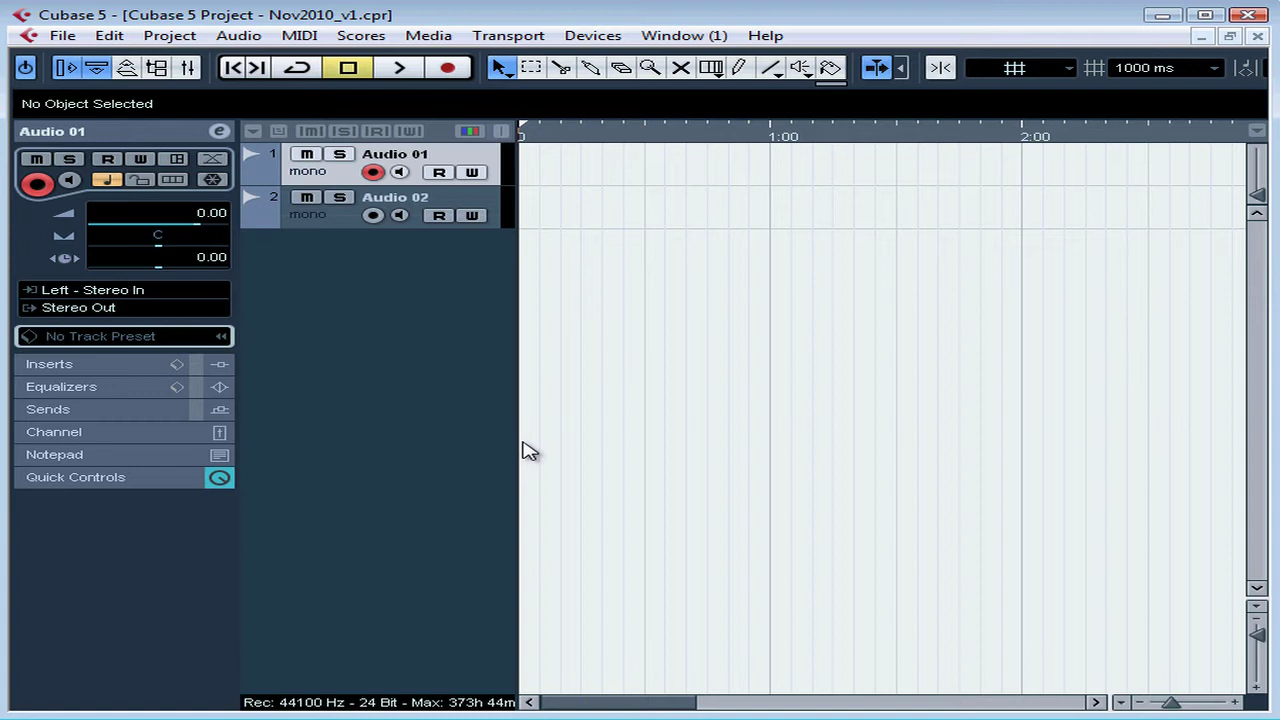 Cubase 5 - [Cubase 5 Project - Nov2010_v1.cpr]
File Edit Project Audio MIDI Scores Media Transport Devices Window (1) Help
1000 ms
No Object Selected
Audio 01
e
[M] [S] [R] [W]
1:00
2:00
M S R W
1 M S Audio 01
mono R W
2 M S Audio 02
mono R W
0.00
C
0.00
Left - Stereo In
Stereo Out
No Track Preset
Inserts
Equalizers
Sends
Channel
Notepad
Quick Controls
Rec: 44100 Hz - 24 Bit - Max: 373h 44m